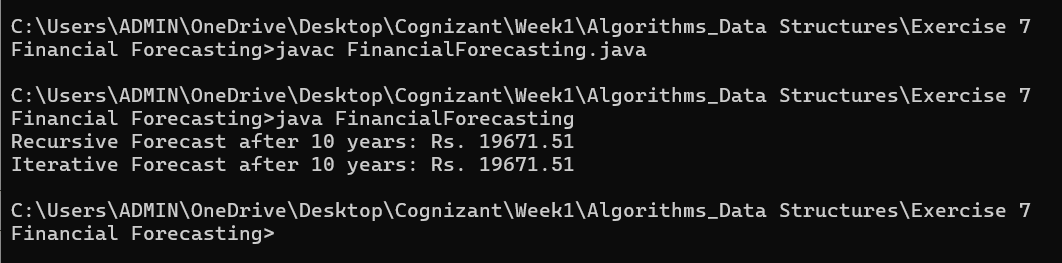 C:\Users\ADMIN\OneDrive\Desktop\Cognizant\Week1\Algorithms_Data Structures\Exercise 7
Financial Forecasting>javac FinancialForecasting.java
C:\Users\ADMIN\OneDrive\Desktop\Cognizant\Week1\Algorithms_Data Structures\Exercise 7
Financial Forecasting>java FinancialForecasting
Recursive Forecast after 10 years: Rs. 19671.51
Iterative Forecast after 10 years: Rs. 19671.51
C:\Users\ADMIN\OneDrive\Desktop\Cognizant\Week1\Algorithms_Data Structures\Exercise 7
Financial Forecasting>